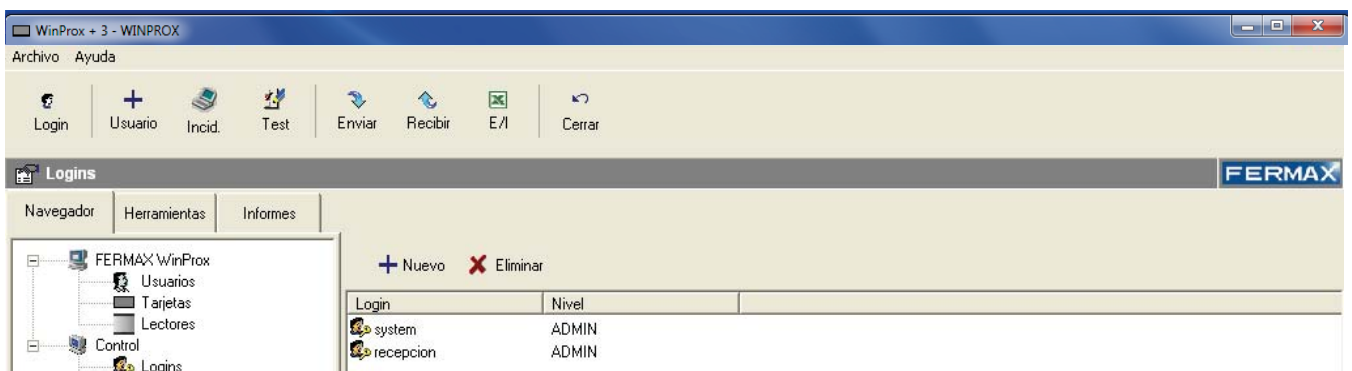 WinProx + 3 - WINPROX
Archivo Ayuda
Login Usuario Incid. Test Enviar Recibir E/I Cerrar
Logins FERMAX
Navegador Herramientas Informes
FERMAX WinProx
Nuevo Eliminar
Usuarios
Tarjetas
Login Nivel
Lectores
system ADMIN
Control
recepcion ADMIN
Logins